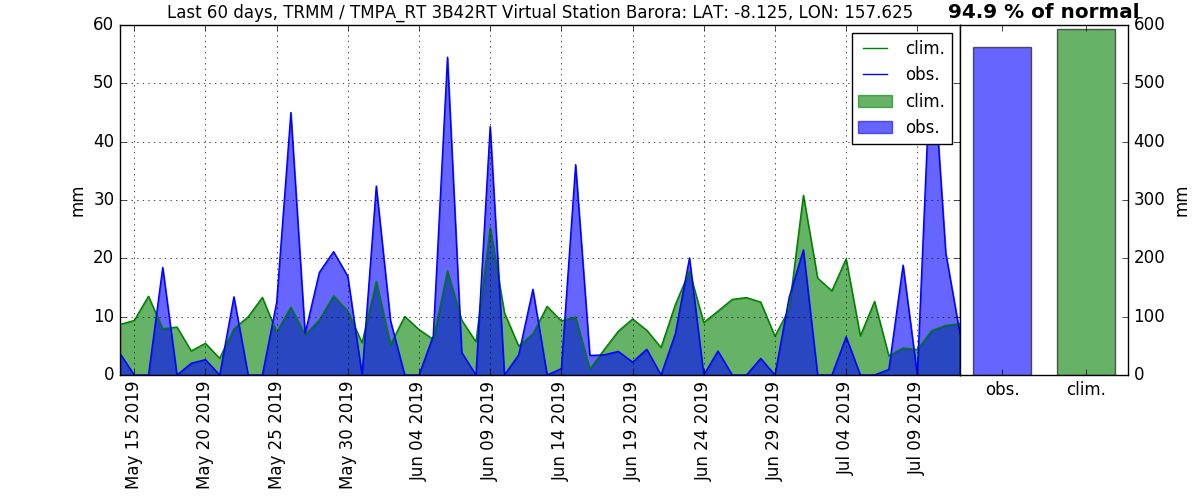 Last 60 days, TRMM / TMPA_RT 3B42RT Virtual Station Barora: LAT: -8.125, LON: 157.625
94.9 % of normal
60
50
40
30
20
10
0
mm
clim.
obs.
clim.
obs.
600
500
400
300
200
100
0
mm
May 15 2019
May 20 2019
May 25 2019
May 30 2019
Jun 04 2019
Jun 09 2019
Jun 14 2019
Jun 19 2019
Jun 24 2019
Jun 29 2019
Jul 04 2019
Jul 09 2019
obs.
clim.